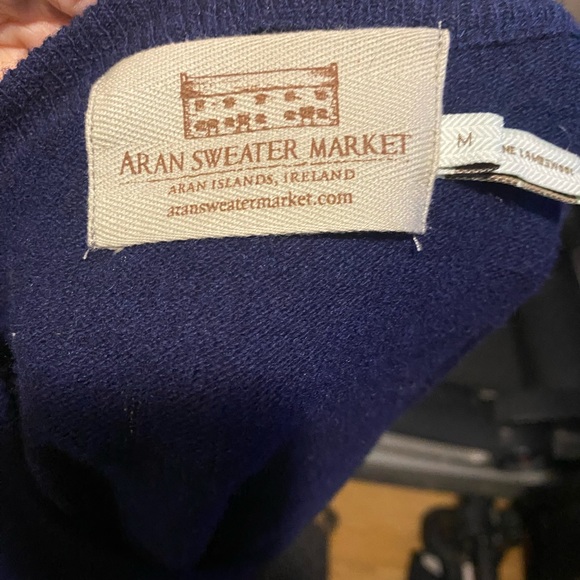 ARAN SWEATER MARKET
ARAN ISLANDS, IRELAND
aransweatermarket.com
M